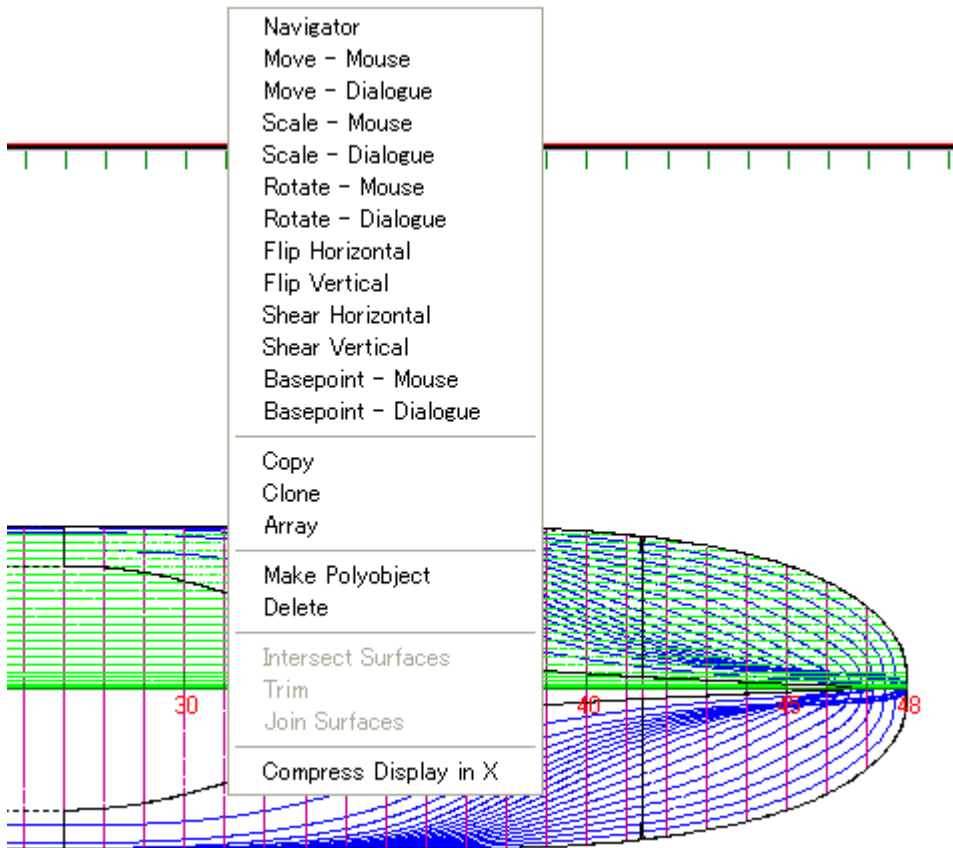 Navigator
Move - Mouse
Move - Dialogue
Scale - Mouse
Scale - Dialogue
Rotate - Mouse
Rotate - Dialogue
Flip Horizontal
Flip Vertical
Shear Horizontal
Shear Vertical
Basepoint - Mouse
Basepoint - Dialogue
Copy
Clone
Array
Make Polyobject
Delete
Intersect Surfaces
Trim
Join Surfaces
Compress Display in X
30 40 45 48